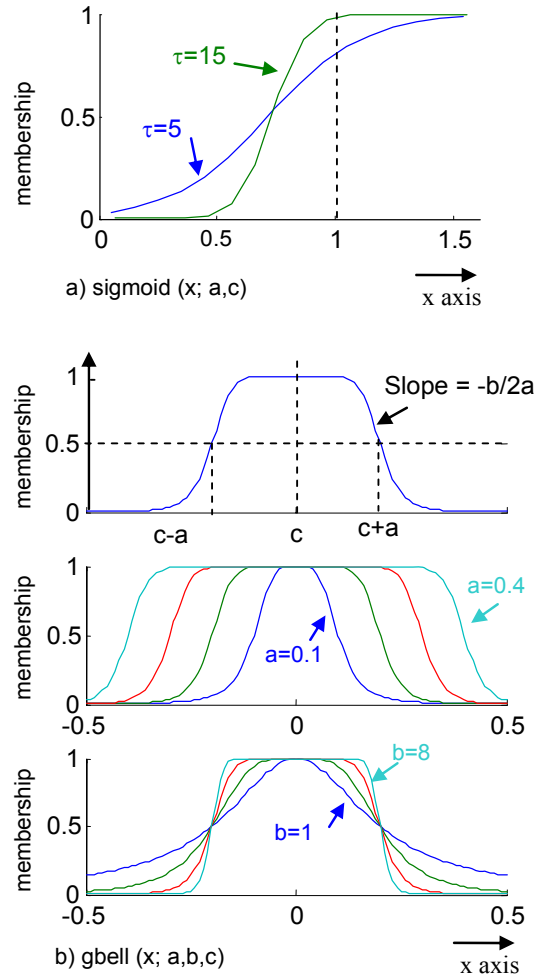 1
τ=15
membership
0.5
τ=5
0
0 0.5 1 1.5
a) sigmoid (x; a,c)
x axis
1
Slope = -b/2a
membership
0.5
0
c-a c c+a
1
a=0.4
membership
0.5
a=0.1
0
-0.5 0 0.5
1
b=8
membership
0.5
b=1
0
-0.5 0 0.5
b) gbell (x; a,b,c)
x axis